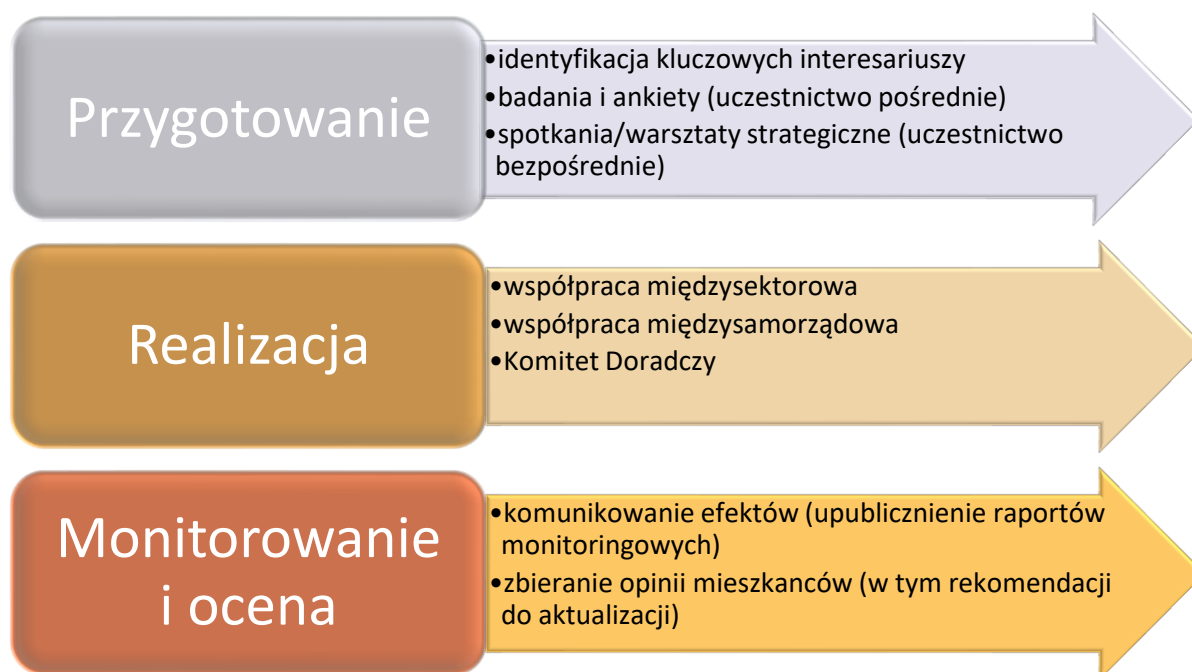 Przygotowanie
•identyfikacja kluczowych interesariuszy
•badania i ankiety (uczestnictwo pośrednie)
•spotkania/warsztaty strategiczne (uczestnictwo
bezpośrednie)
Realizacja
•współpraca międzysektorowa
•współpraca międzysamorządowa
•Komitet Doradczy
Monitorowanie
i ocena
•komunikowanie efektów (upublicznienie raportów
monitoringowych)
•zbieranie opinii mieszkanców (w tym rekomendacji
do aktualizacji)